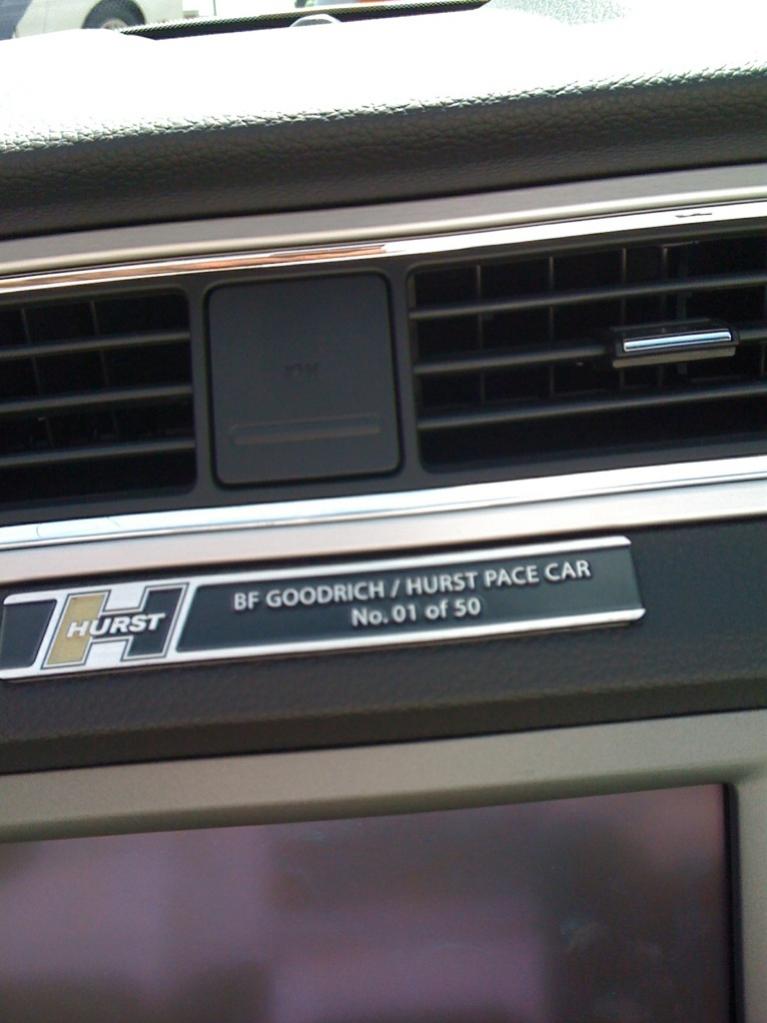 HURST
BF GOODRICH / HURST PACE CAR
No. 01 of 50